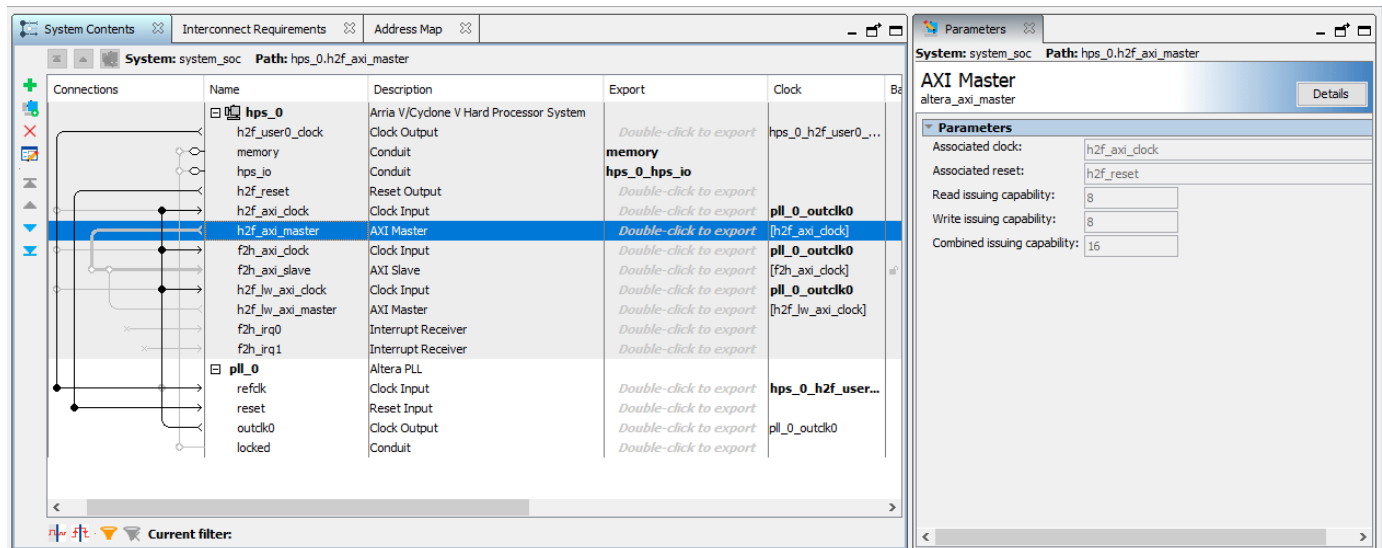 System Contents Interconnect Requirements Address Map
System: system_soc Path: hps_0.h2f_axi_master
Connections Name Description Export Clock Ba
hps_0 Arria V/Cyclone V Hard Processor System
h2f_user0_clock Clock Output Double-click to export hps_0_h2f_user0_...
memory Conduit memory
hps_io Conduit hps_0_hps_io
h2f_reset Reset Output Double-click to export
h2f_axi_clock Clock Input Double-click to export pll_0_outclk0
h2f_axi_master AXI Master Double-click to export [h2f_axi_clock]
f2h_axi_clock Clock Input Double-click to export pll_0_outclk0
f2h_axi_slave AXI Slave Double-click to export [f2h_axi_clock]
h2f_lw_axi_clock Clock Input Double-click to export pll_0_outclk0
h2f_lw_axi_master AXI Master Double-click to export [h2f_lw_axi_clock]
f2h_irq0 Interrupt Receiver Double-click to export
f2h_irq1 Interrupt Receiver Double-click to export
pll_0 Altera PLL
refclk Clock Input Double-click to export hps_0_h2f_user...
reset Reset Input Double-click to export
outclk0 Clock Output Double-click to export pll_0_outclk0
locked Conduit Double-click to export
Current filter:
Parameters
System: system_soc Path: hps_0.h2f_axi_master
AXI Master
altera_axi_master
Details
Parameters
Associated clock: h2f_axi_clock
Associated reset: h2f_reset
Read issuing capability: 8
Write issuing capability: 8
Combined issuing capability: 16